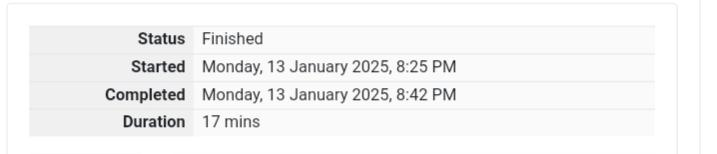 Status Finished
Started Monday, 13 January 2025, 8:25 PM
Completed Monday, 13 January 2025, 8:42 PM
Duration 17 mins